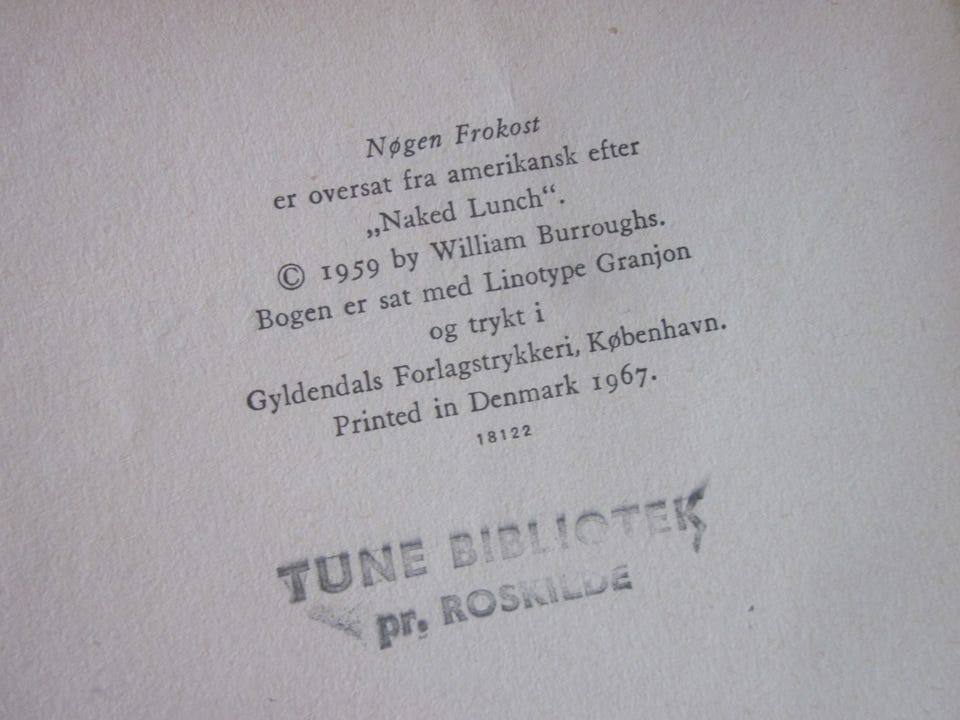 Nøgen Frokost
er oversat fra amerikansk efter
„Naked Lunch“.
© 1959 by William Burroughs.
Bogen er sat med Linotype Granjon
og trykt i
Gyldendals Forlagstrykkeri, København.
Printed in Denmark 1967.
18122
TUNE BIBLIOTEK
pr. ROSKILDE